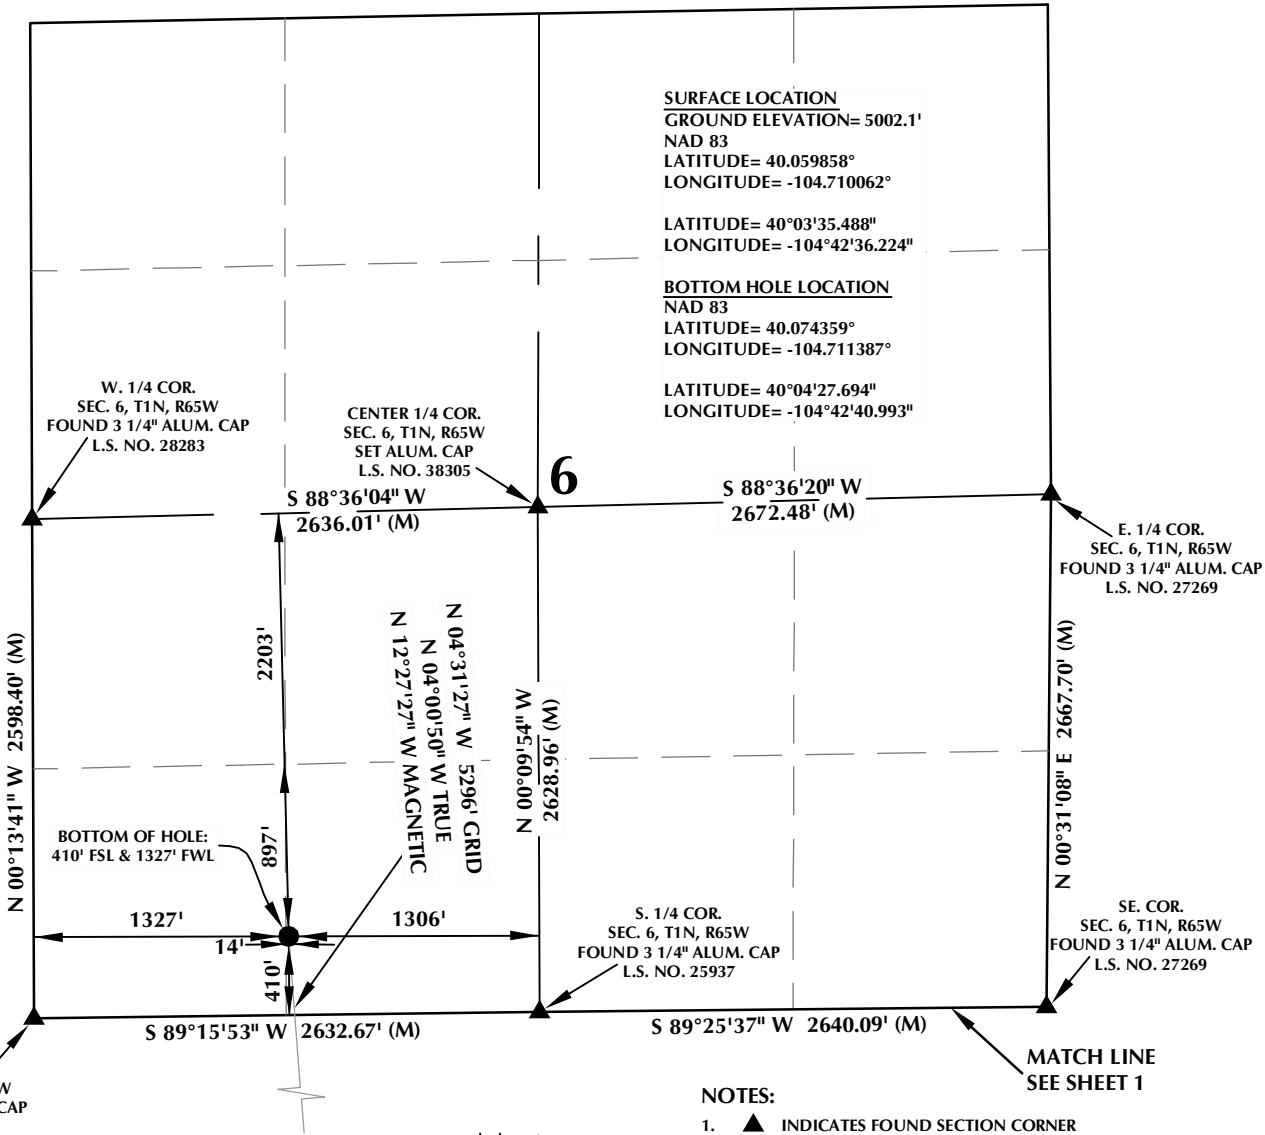 SURFACE LOCATION
GROUND ELEVATION= 5002.1'
NAD 83
LATITUDE= 40.059858°
LONGITUDE= -104.710062°
LATITUDE= 40°03'35.488"
LONGITUDE= -104°42'36.224"
BOTTOM HOLE LOCATION
NAD 83
LATITUDE= 40.074359°
LONGITUDE= -104.711387°
LATITUDE= 40°04'27.694"
LONGITUDE= -104°42'40.993"
W. 1/4 COR.
SEC. 6, T1N, R65W
FOUND 3 1/4" ALUM. CAP
L.S. NO. 28283
CENTER 1/4 COR.
SEC. 6, T1N, R65W
SET ALUM. CAP
L.S. NO. 38305
6
S 88°36'04" W
2636.01' (M)
S 88°36'20" W
2672.48' (M)
E. 1/4 COR.
SEC. 6, T1N, R65W
FOUND 3 1/4" ALUM. CAP
L.S. NO. 27269
N 00°13'41" W 2598.40' (M)
2203'
N 04°31'27" W 5296' GRID
N 04°00'50" W TRUE
N 12°27'27" W MAGNETIC
N 00°09'54" W
2628.96' (M)
N 00°31'08" E 2667.70' (M)
BOTTOM OF HOLE:
410' FSL & 1327' FWL
897'
1327'
1306'
14'
410'
S. 1/4 COR.
SEC. 6, T1N, R65W
FOUND 3 1/4" ALUM. CAP
L.S. NO. 25937
SE. COR.
SEC. 6, T1N, R65W
FOUND 3 1/4" ALUM. CAP
L.S. NO. 27269
S 89°15'53" W 2632.67' (M)
S 89°25'37" W 2640.09' (M)
MATCH LINE
SEE SHEET 1
W
CAP
NOTES:
1. ▲ INDICATES FOUND SECTION CORNER